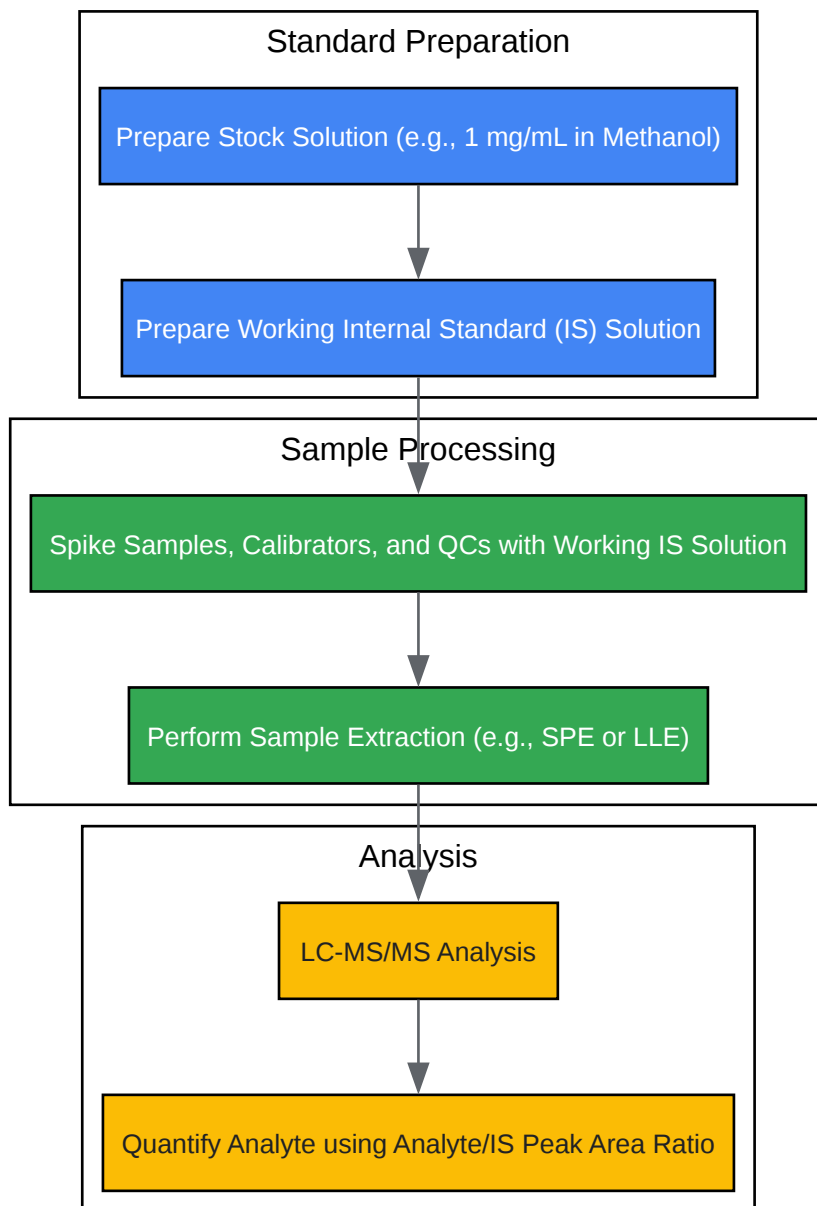 Standard Preparation
Prepare Stock Solution (e.g., 1 mg/mL in Methanol)
Prepare Working Internal Standard (IS) Solution
Sample Processing
Spike Samples, Calibrators, and QCs with Working IS Solution
Perform Sample Extraction (e.g., SPE or LLE)
Analysis
LC-MS/MS Analysis
Quantify Analyte using Analyte/IS Peak Area Ratio